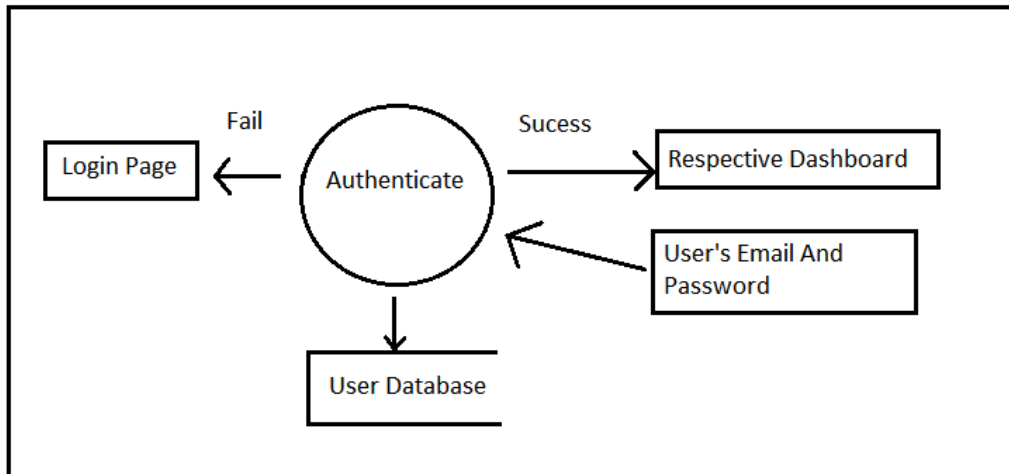 Fail
Sucess
Login Page
Authenticate
Respective Dashboard
User's Email And
Password
User Database